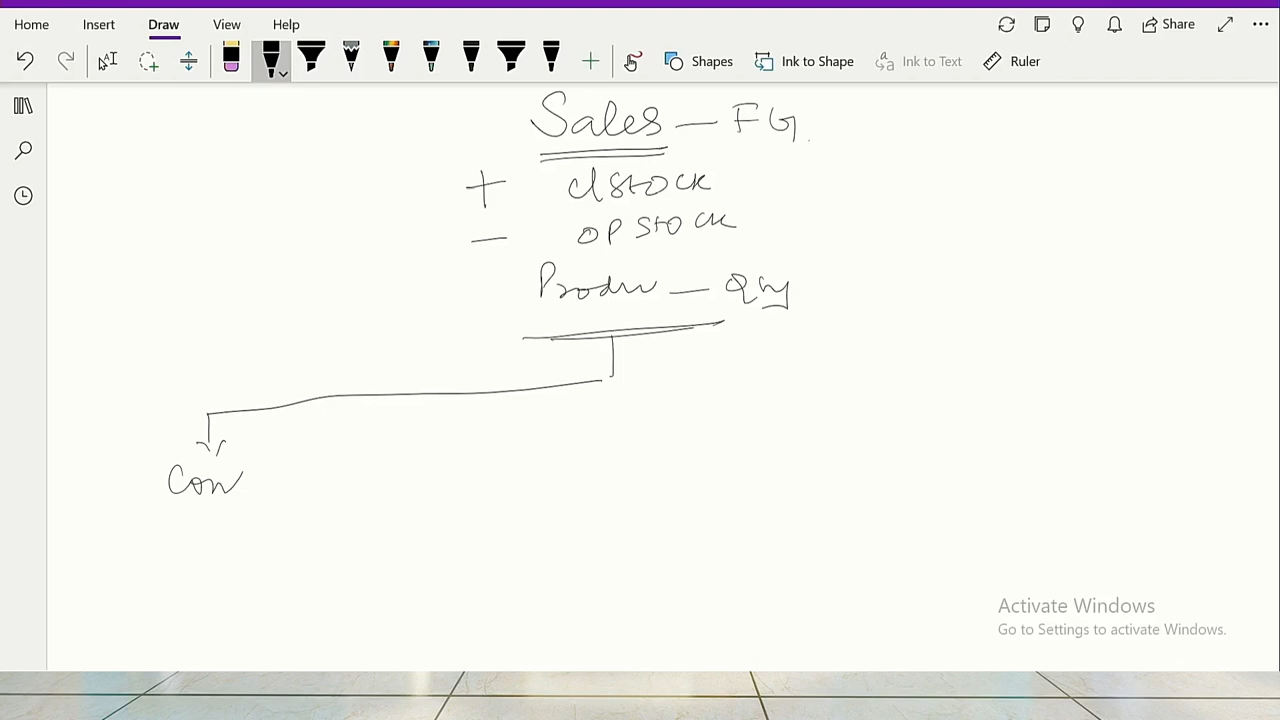 Home Insert Draw View Help Share
Shapes Ink to Shape Ink to Text Ruler
Sales — FG.
+ cl stock
— op stock
Produ — Qty
Con
Activate Windows
Go to Settings to activate Windows.